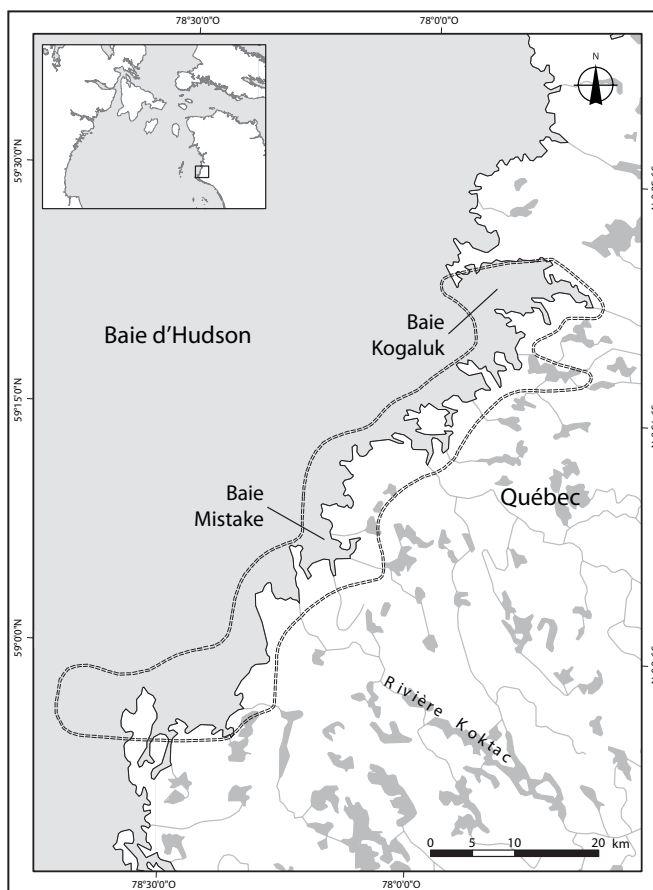 78°30'0"O 78°0'0"O
N
59°30'0"N
Baie d'Hudson
Baie
Kogaluk
59°15'0"N
Baie
Mistake
Québec
59°0'0"N
Rivière Koktac
0 5 10 20 km
78°30'0"O 78°0'0"O